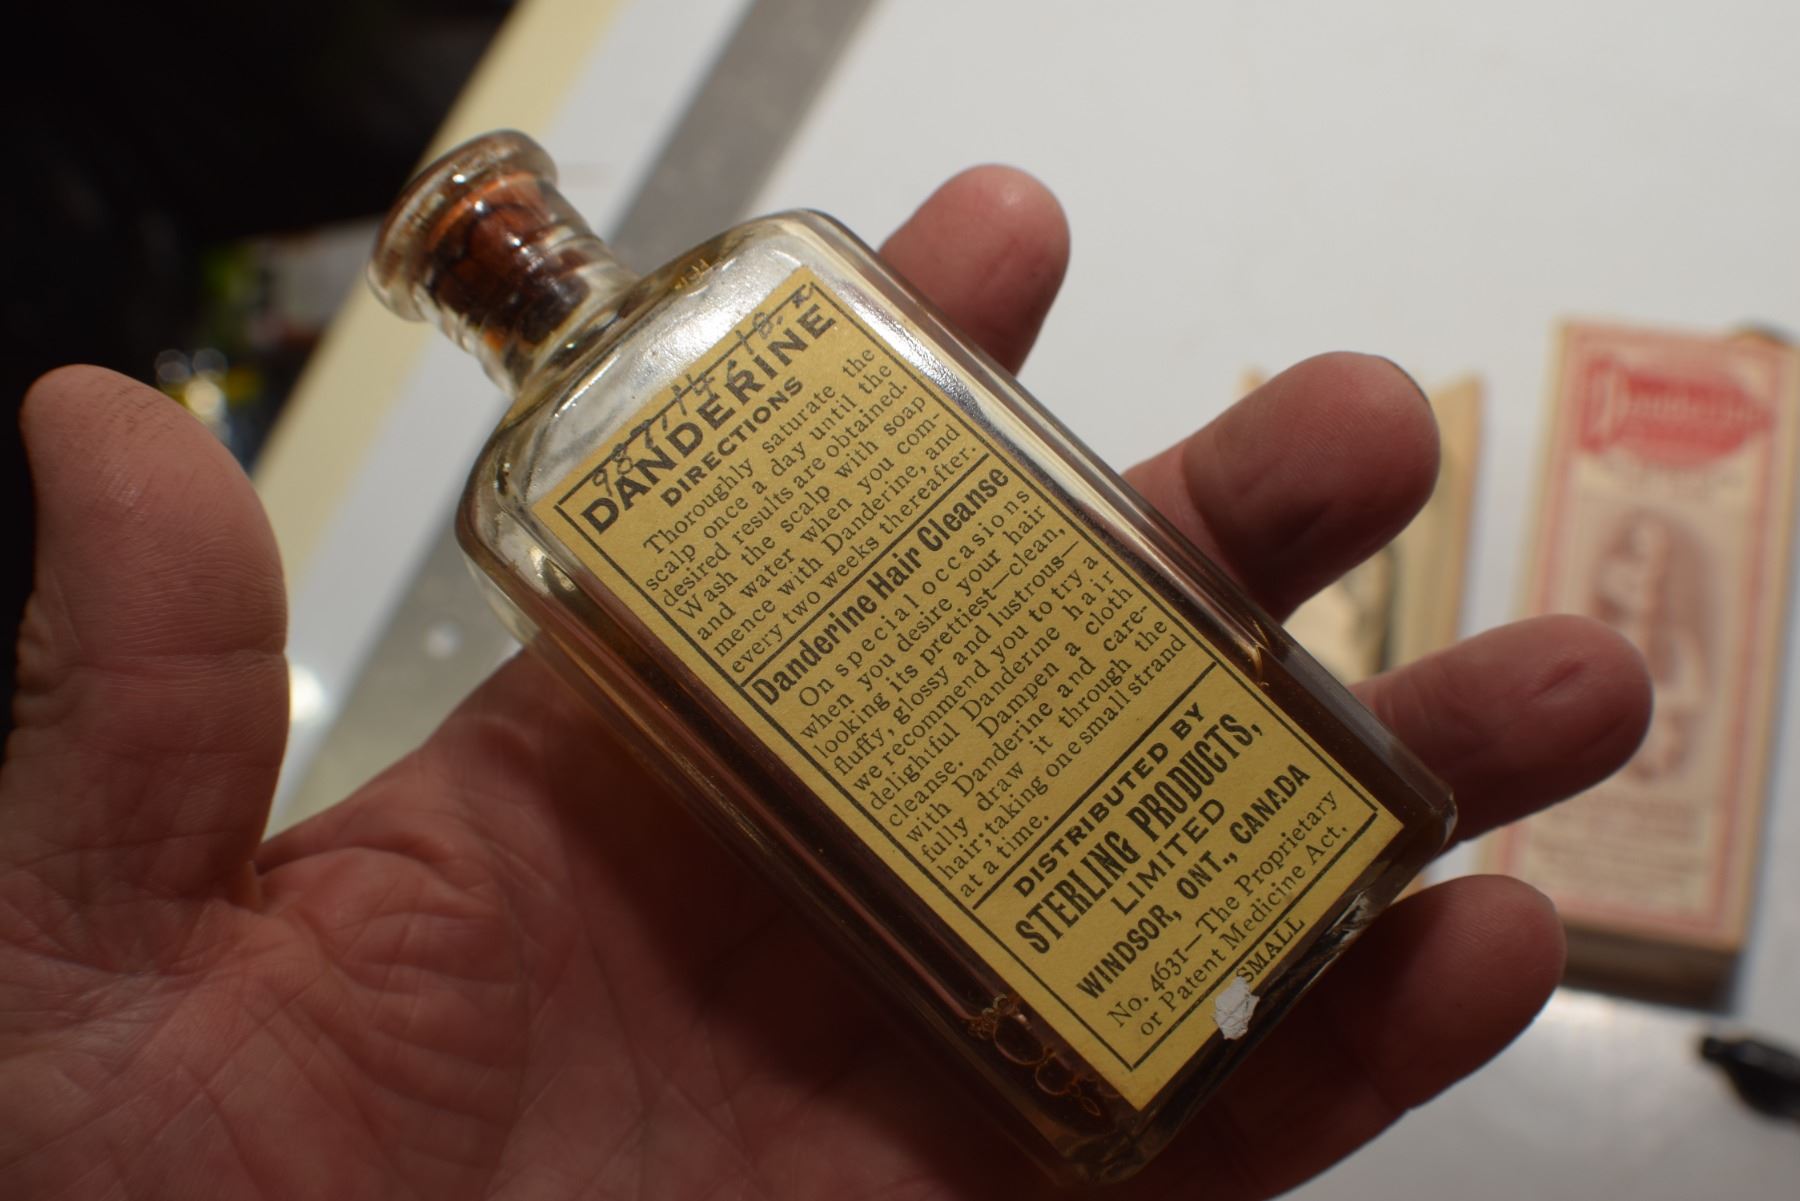 987.15.18.x
DANDERINE
DIRECTIONS
Thoroughly saturate the
scalp once a day until the
desired results are obtained.
Wash the scalp with soap
and water when you com-
mence with Danderine, and
every two weeks thereafter.
Danderine Hair Cleanse
On special occasions
when you desire your hair
looking its prettiest—clean,
fluffy, glossy and lustrous—
we recommend you to try a
delightful Danderine hair
cleanse. Dampen a cloth
with Danderine and care-
fully draw it through the
hair; taking one small strand
at a time.
DISTRIBUTED BY
STERLING PRODUCTS,
LIMITED
WINDSOR, ONT., CANADA
No. 4631—The Proprietary
or Patent Medicine Act.
SMALL